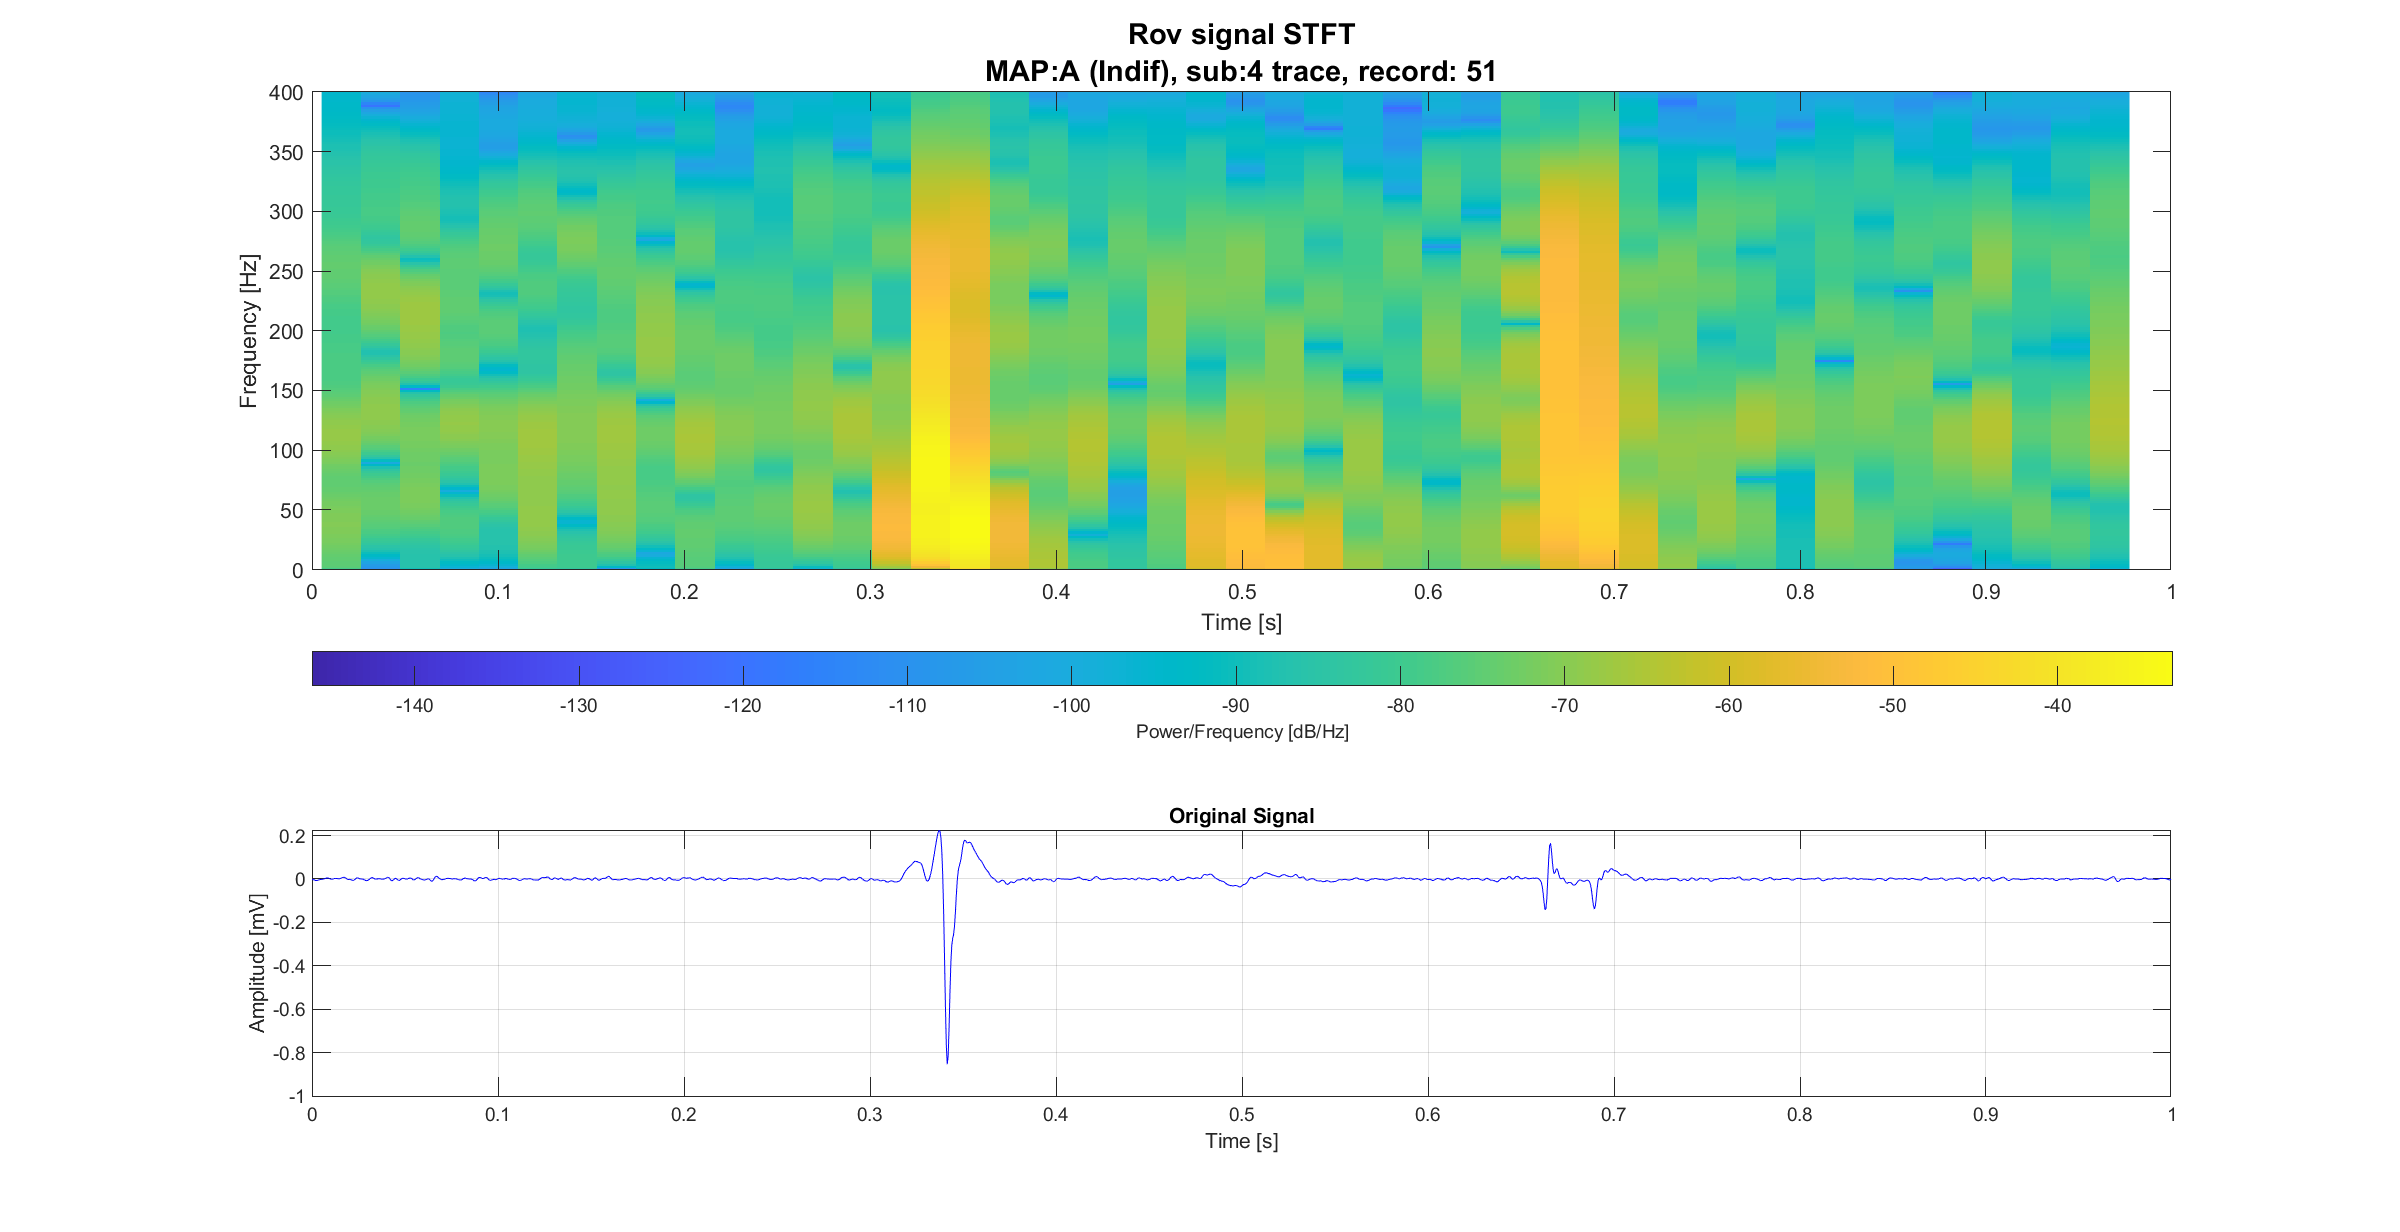 Rov signal STFT
MAP:A (Indif), sub:4 trace, record: 51
400
350
300
250
200
150
100
50
0
Frequency [Hz]
0 0.1 0.2 0.3 0.4 0.5 0.6 0.7 0.8 0.9 1
Time [s]
-140 -130 -120 -110 -100 -90 -80 -70 -60 -50 -40
Power/Frequency [dB/Hz]
Original Signal
0.2
0
-0.2
-0.4
-0.6
-0.8
-1
Amplitude [mV]
0 0.1 0.2 0.3 0.4 0.5 0.6 0.7 0.8 0.9 1
Time [s]